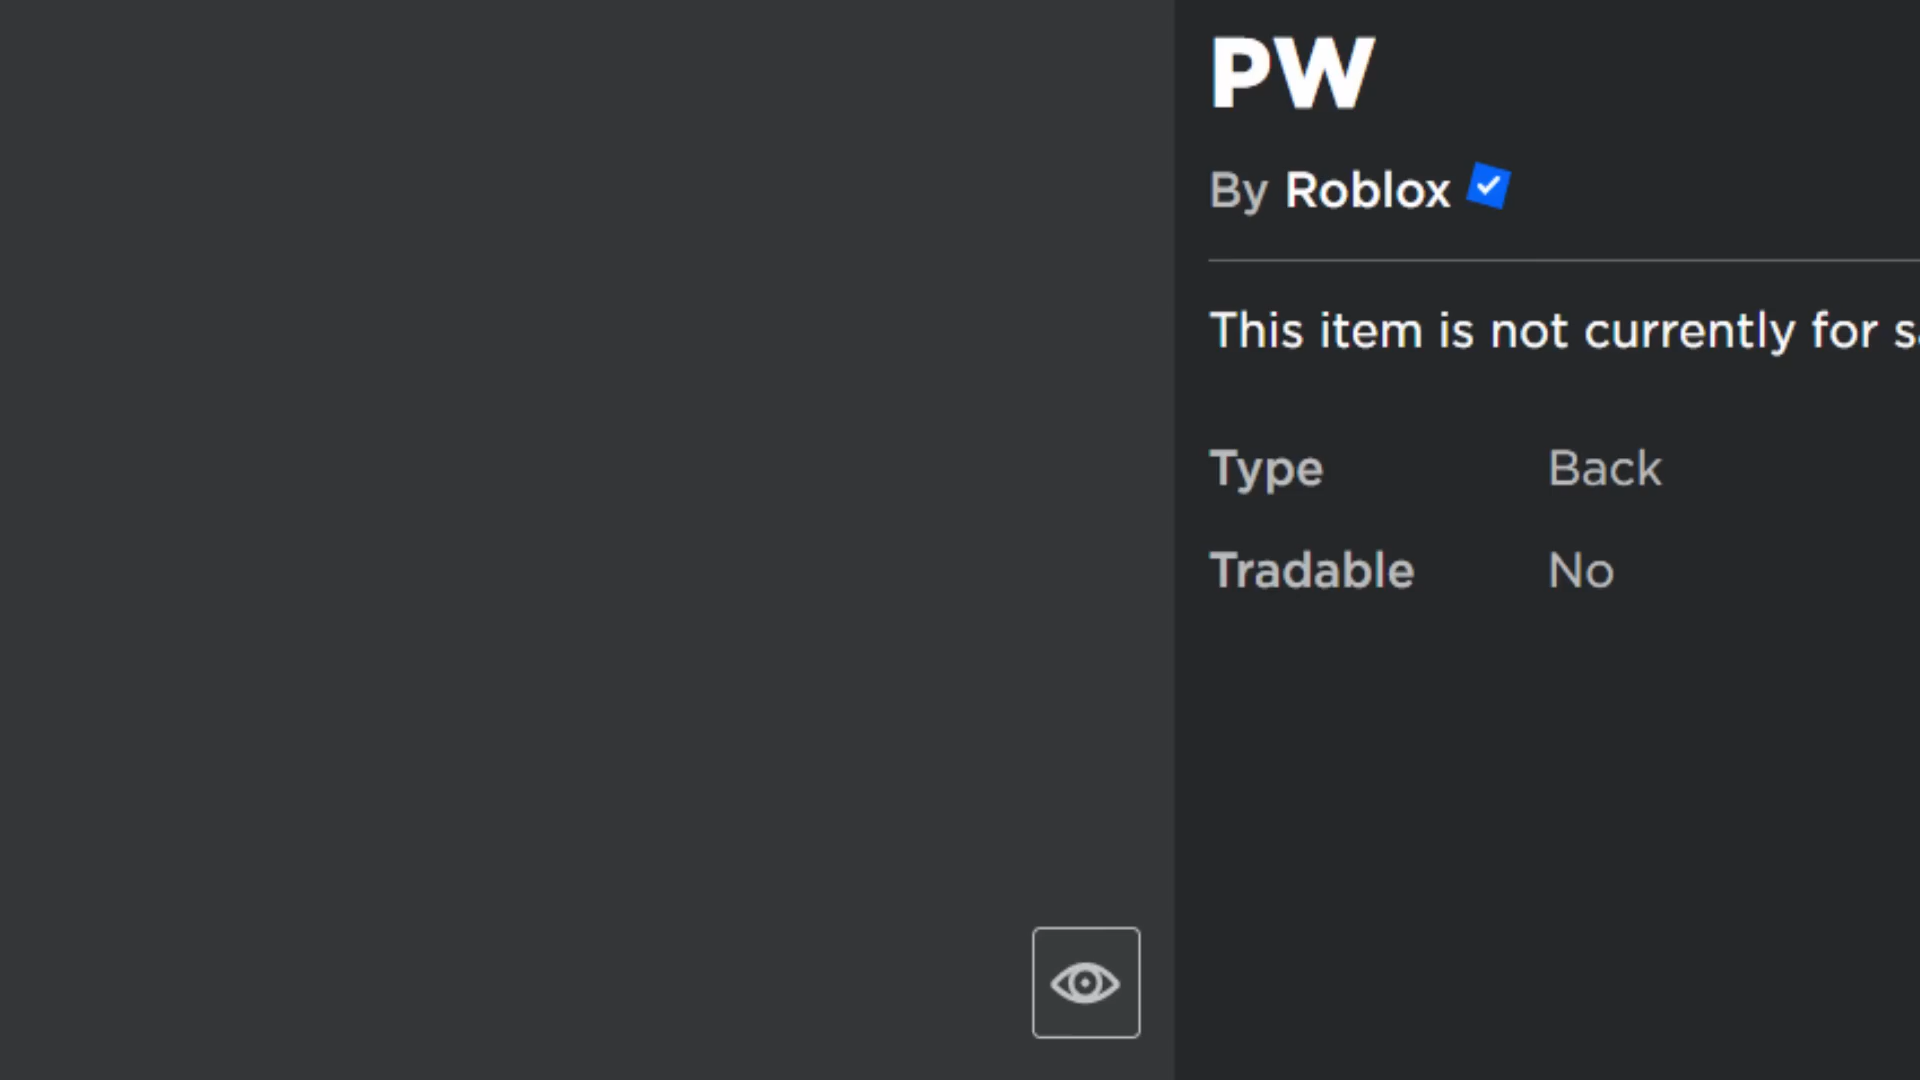 PW
By Roblox
This item is not currently for
Type Back
Tradable No